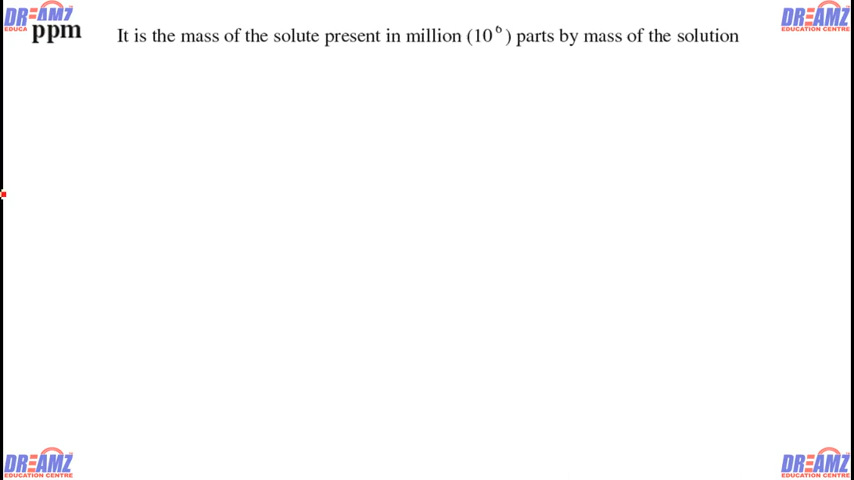 DREAMZ
EDUCA
ppm It is the mass of the solute present in million (10⁶) parts by mass of the solution
DREAMZ
EDUCATION CENTRE
DREAMZ
EDUCATION CENTRE
DREAMZ
EDUCATION CENTRE